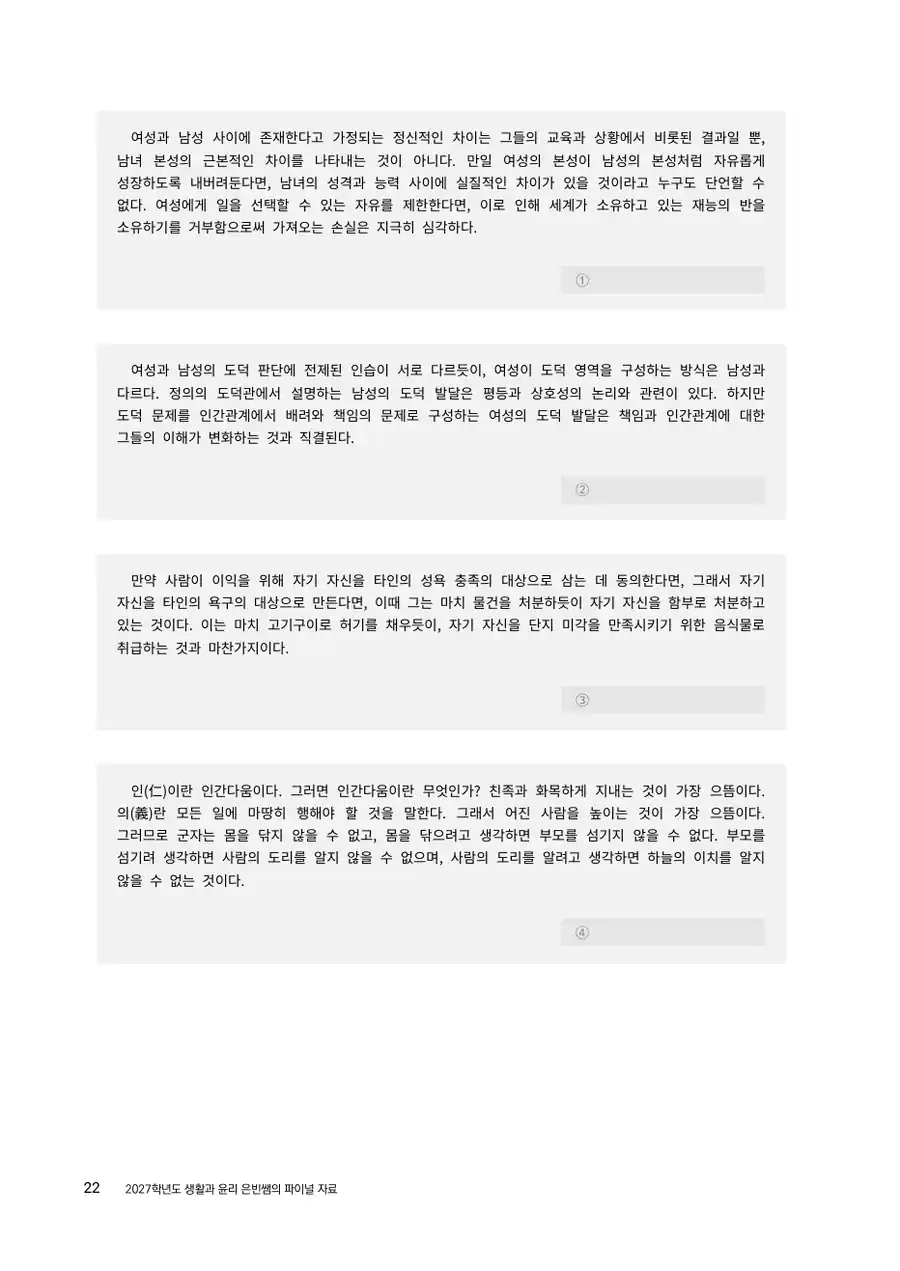 여성과 남성 사이에 존재한다고 가정되는 정신적인 차이는 그들의 교육과 상황에서 비롯된 결과일 뿐,
남녀 본성의 근본적인 차이를 나타내는 것이 아니다. 만일 여성의 본성이 남성의 본성처럼 자유롭게
성장하도록 내버려둔다면, 남녀의 성격과 능력 사이에 실질적인 차이가 있을 것이라고 누구도 단언할 수
없다. 여성에게 일을 선택할 수 있는 자유를 제한한다면, 이로 인해 세계가 소유하고 있는 재능의 반을
소유하기를 거부함으로써 가져오는 손실은 지극히 심각하다.
①
여성과 남성의 도덕 판단에 전제된 인습이 서로 다르듯이, 여성이 도덕 영역을 구성하는 방식은 남성과
다르다. 정의의 도덕관에서 설명하는 남성의 도덕 발달은 평등과 상호성의 논리와 관련이 있다. 하지만
도덕 문제를 인간관계에서 배려와 책임의 문제로 구성하는 여성의 도덕 발달은 책임과 인간관계에 대한
그들의 이해가 변화하는 것과 직결된다.
②
만약 사람이 이익을 위해 자기 자신을 타인의 성욕 충족의 대상으로 삼는 데 동의한다면, 그래서 자기
자신을 타인의 욕구의 대상으로 만든다면, 이때 그는 마치 물건을 처분하듯이 자기 자신을 함부로 처분하고
있는 것이다. 이는 마치 고기구이로 허기를 채우듯이, 자기 자신을 단지 미각을 만족시키기 위한 음식물로
취급하는 것과 마찬가지이다.
③
인(仁)이란 인간다움이다. 그러면 인간다움이란 무엇인가? 친족과 화목하게 지내는 것이 가장 으뜸이다.
의(義)란 모든 일에 마땅히 행해야 할 것을 말한다. 그래서 어진 사람을 높이는 것이 가장 으뜸이다.
그러므로 군자는 몸을 닦지 않을 수 없고, 몸을 닦으려고 생각하면 부모를 섬기지 않을 수 없다. 부모를
섬기려 생각하면 사람의 도리를 알지 않을 수 없으며, 사람의 도리를 알려고 생각하면 하늘의 이치를 알지
않을 수 없는 것이다.
④
22 2027학년도 생활과 윤리 은빈쌤의 파이널 자료